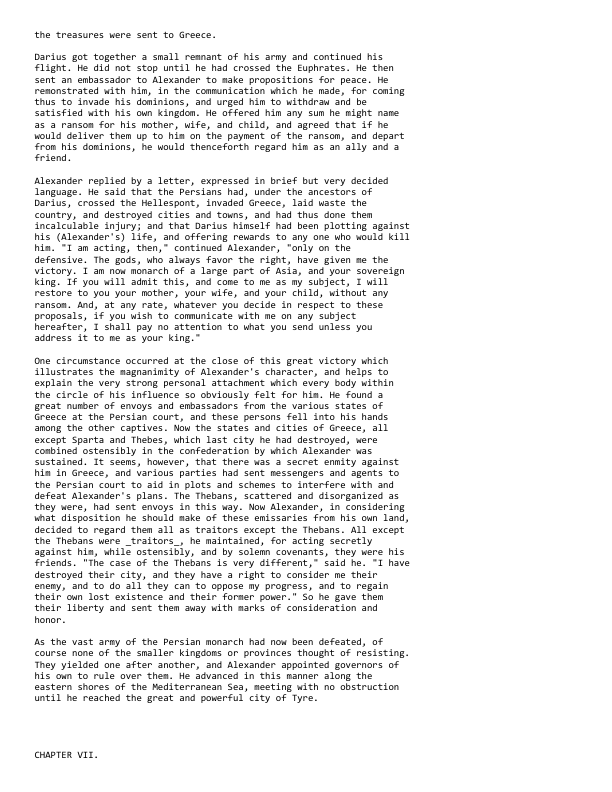 the treasures were sent to Greece.

Darius got together a small remnant of his army and continued his
flight. He did not stop until he had crossed the Euphrates. He then
sent an embassador to Alexander to make propositions for peace. He
remonstrated with him, in the communication which he made, for coming
thus to invade his dominions, and urged him to withdraw and be
satisfied with his own kingdom. He offered him any sum he might name
as a ransom for his mother, wife, and child, and agreed that if he
would deliver them up to him on the payment of the ransom, and depart
from his dominions, he would thenceforth regard him as an ally and a
friend.

Alexander replied by a letter, expressed in brief but very decided
language. He said that the Persians had, under the ancestors of
Darius, crossed the Hellespont, invaded Greece, laid waste the
country, and destroyed cities and towns, and had thus done them
incalculable injury; and that Darius himself had been plotting against
his (Alexander's) life, and offering rewards to any one who would kill
him. "I am acting, then," continued Alexander, "only on the
defensive. The gods, who always favor the right, have given me the
victory. I am now monarch of a large part of Asia, and your sovereign
king. If you will admit this, and come to me as my subject, I will
restore to you your mother, your wife, and your child, without any
ransom. And, at any rate, whatever you decide in respect to these
proposals, if you wish to communicate with me on any subject
hereafter, I shall pay no attention to what you send unless you
address it to me as your king."

One circumstance occurred at the close of this great victory which
illustrates the magnanimity of Alexander's character, and helps to
explain the very strong personal attachment which every body within
the circle of his influence so obviously felt for him. He found a
great number of envoys and embassadors from the various states of
Greece at the Persian court, and these persons fell into his hands
among the other captives. Now the states and cities of Greece, all
except Sparta and Thebes, which last city he had destroyed, were
combined ostensibly in the confederation by which Alexander was
sustained. It seems, however, that there was a secret enmity against
him in Greece, and various parties had sent messengers and agents to
the Persian court to aid in plots and schemes to interfere with and
defeat Alexander's plans. The Thebans, scattered and disorganized as
they were, had sent envoys in this way. Now Alexander, in considering
what disposition he should make of these emissaries from his own land,
decided to regard them all as traitors except the Thebans. All except
the Thebans were _traitors_, he maintained, for acting secretly
against him, while ostensibly, and by solemn covenants, they were his
friends. "The case of the Thebans is very different," said he. "I have
destroyed their city, and they have a right to consider me their
enemy, and to do all they can to oppose my progress, and to regain
their own lost existence and their former power." So he gave them
their liberty and sent them away with marks of consideration and
honor.

As the vast army of the Persian monarch had now been defeated, of
course none of the smaller kingdoms or provinces thought of resisting.
They yielded one after another, and Alexander appointed governors of
his own to rule over them. He advanced in this manner along the
eastern shores of the Mediterranean Sea, meeting with no obstruction
until he reached the great and powerful city of Tyre.

CHAPTER VII.